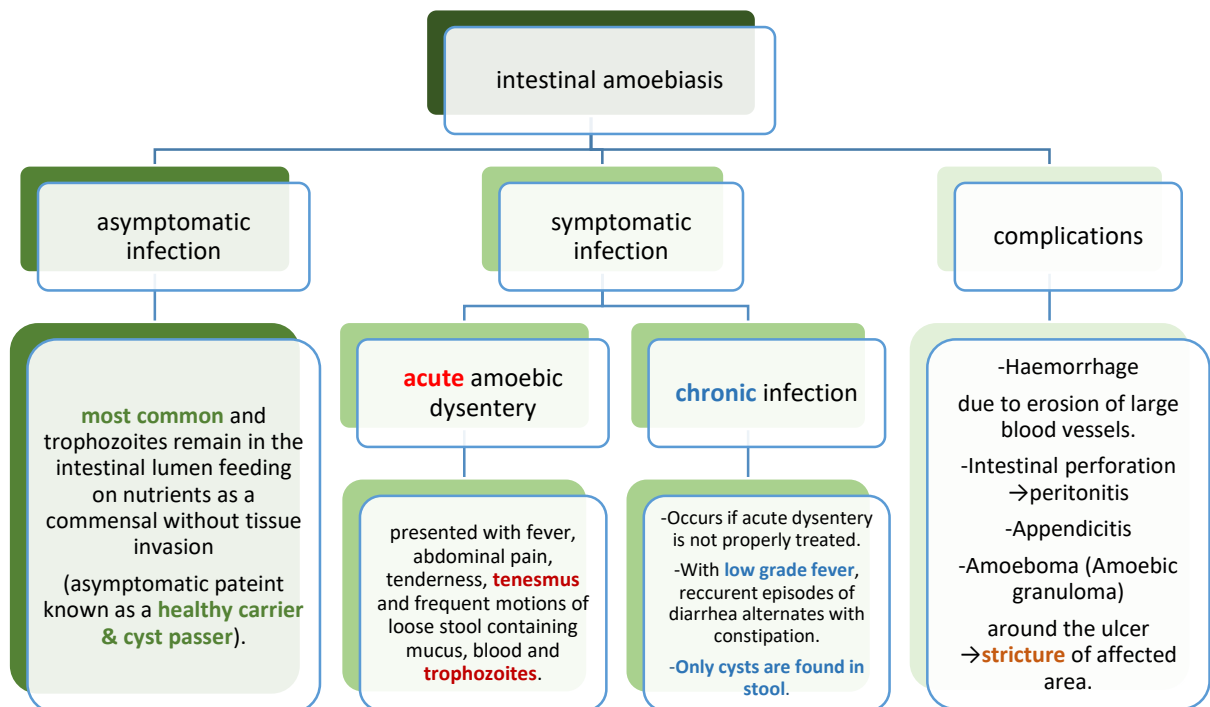 intestinal amoebiasis
asymptomatic
infection
symptomatic
infection
complications
most common and
trophozoites remain in the
intestinal lumen feeding
on nutrients as a
commensal without tissue
invasion
(asymptomatic pateint
known as a healthy carrier
& cyst passer).
acute amoebic
dysentery
presented with fever,
abdominal pain,
tenderness, tenesmus
and frequent motions of
loose stool containing
mucus, blood and
trophozoites.
chronic infection
-Occurs if acute dysentery
is not properly treated.
-With low grade fever,
reccurent episodes of
diarrhea alternates with
constipation.
-Only cysts are found in
stool.
-Haemorrhage
due to erosion of large
blood vessels.
-Intestinal perforation
→peritonitis
-Appendicitis
-Amoeboma (Amoebic
granuloma)
around the ulcer
→stricture of affected
area.